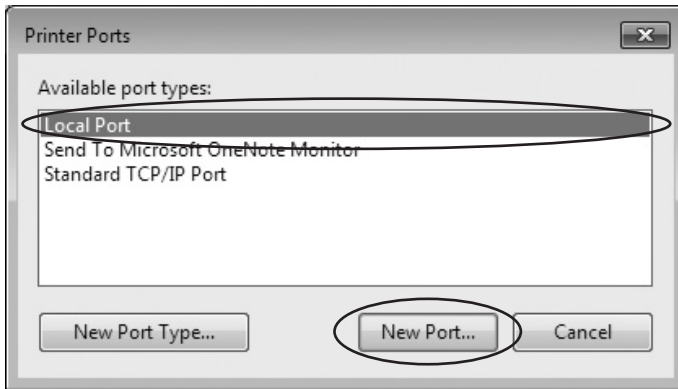 Printer Ports
Available port types:
Local Port
Send To Microsoft OneNote Monitor
Standard TCP/IP Port
New Port Type... New Port... Cancel